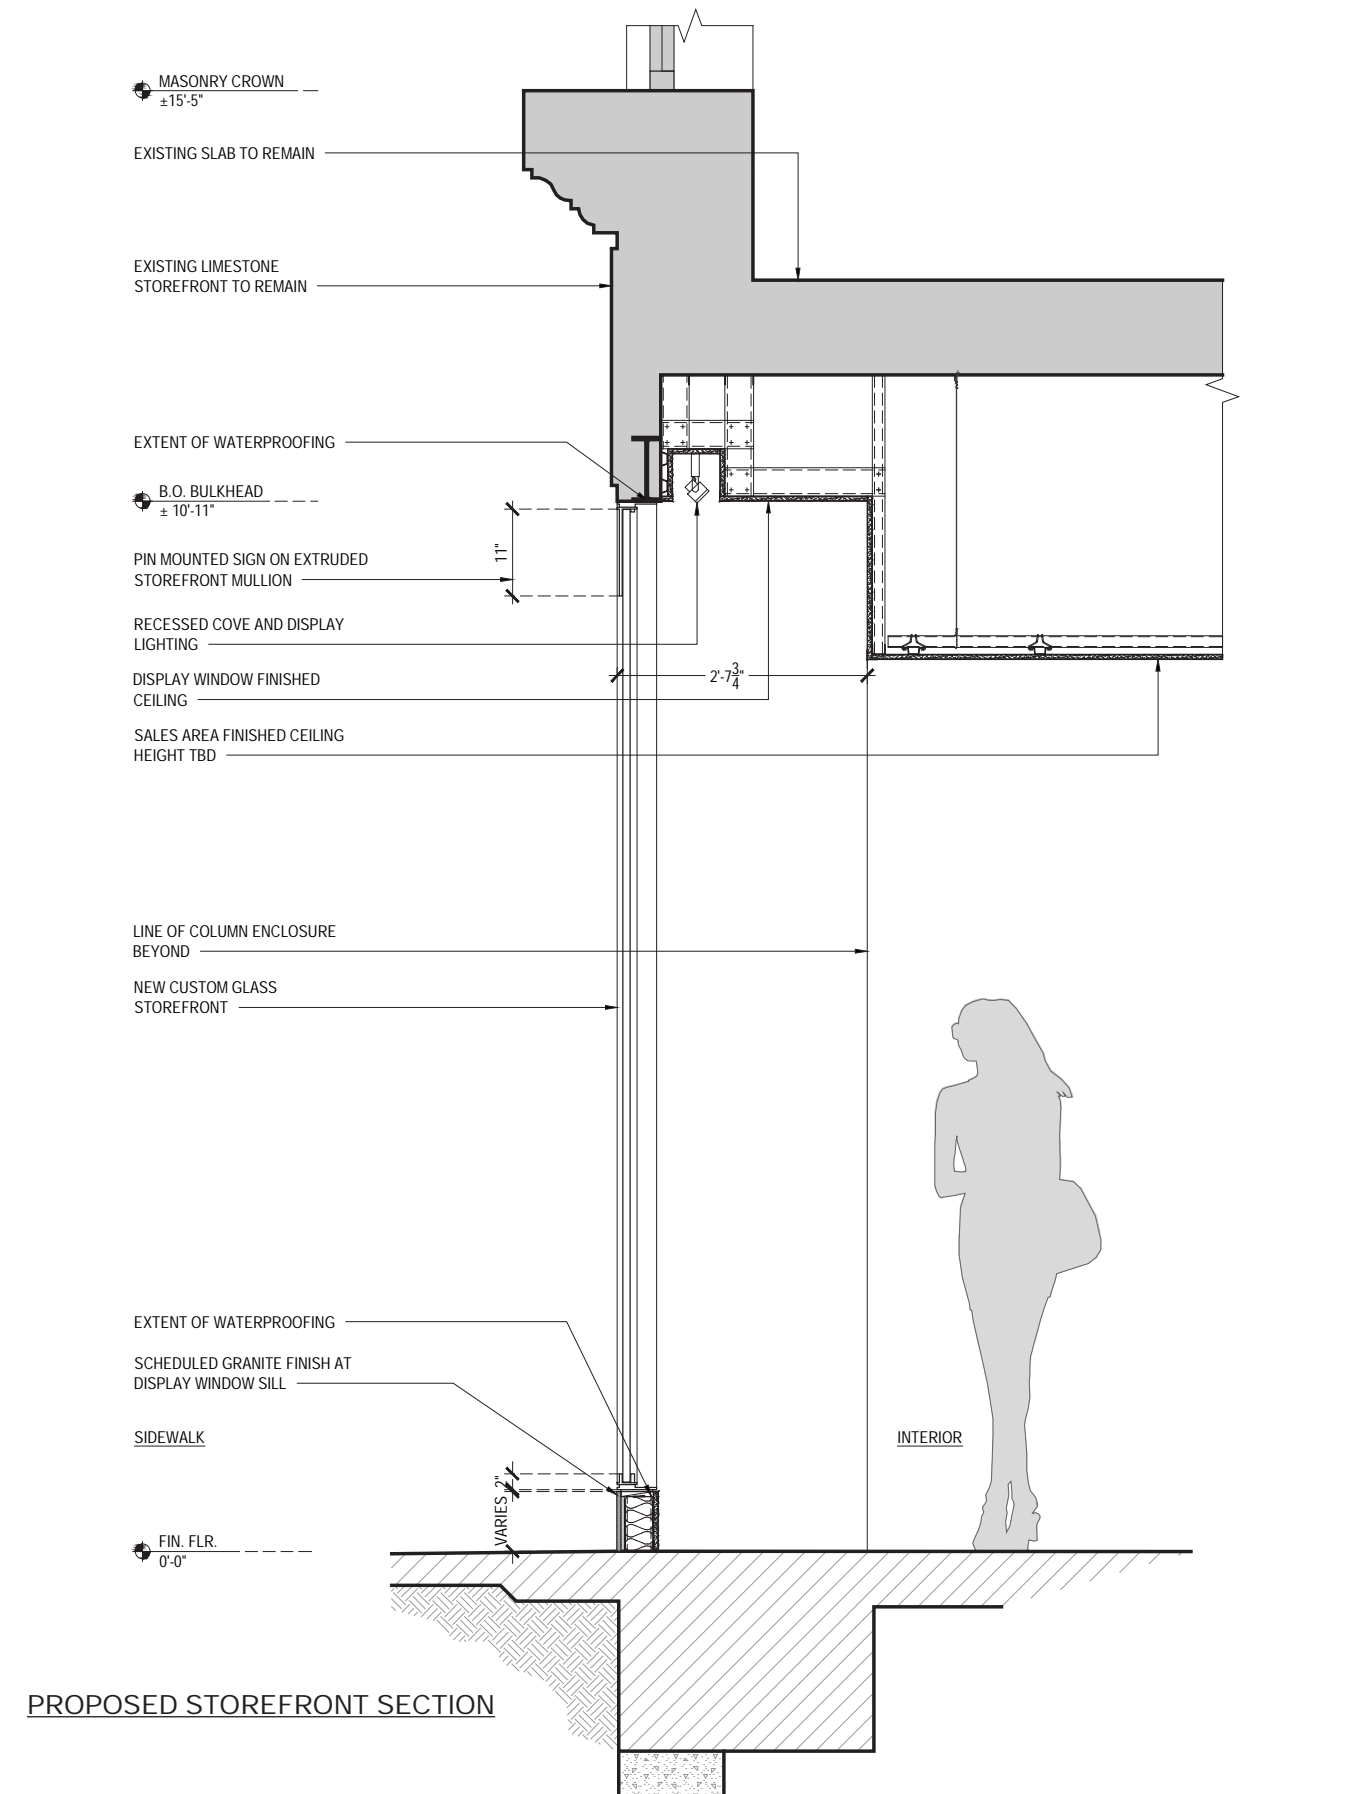 MASONRY CROWN
±15'-5"
EXISTING SLAB TO REMAIN
EXISTING LIMESTONE
STOREFRONT TO REMAIN
EXTENT OF WATERPROOFING
B.O. BULKHEAD
± 10'-11"
11"
PIN MOUNTED SIGN ON EXTRUDED
STOREFRONT MULLION
RECESSED COVE AND DISPLAY
LIGHTING
DISPLAY WINDOW FINISHED
CEILING
2'-7 3/4"
SALES AREA FINISHED CEILING
HEIGHT TBD
LINE OF COLUMN ENCLOSURE
BEYOND
NEW CUSTOM GLASS
STOREFRONT
EXTENT OF WATERPROOFING
SCHEDULED GRANITE FINISH AT
DISPLAY WINDOW SILL
SIDEWALK
INTERIOR
2"
VARIES
FIN. FLR.
0'-0"
PROPOSED STOREFRONT SECTION